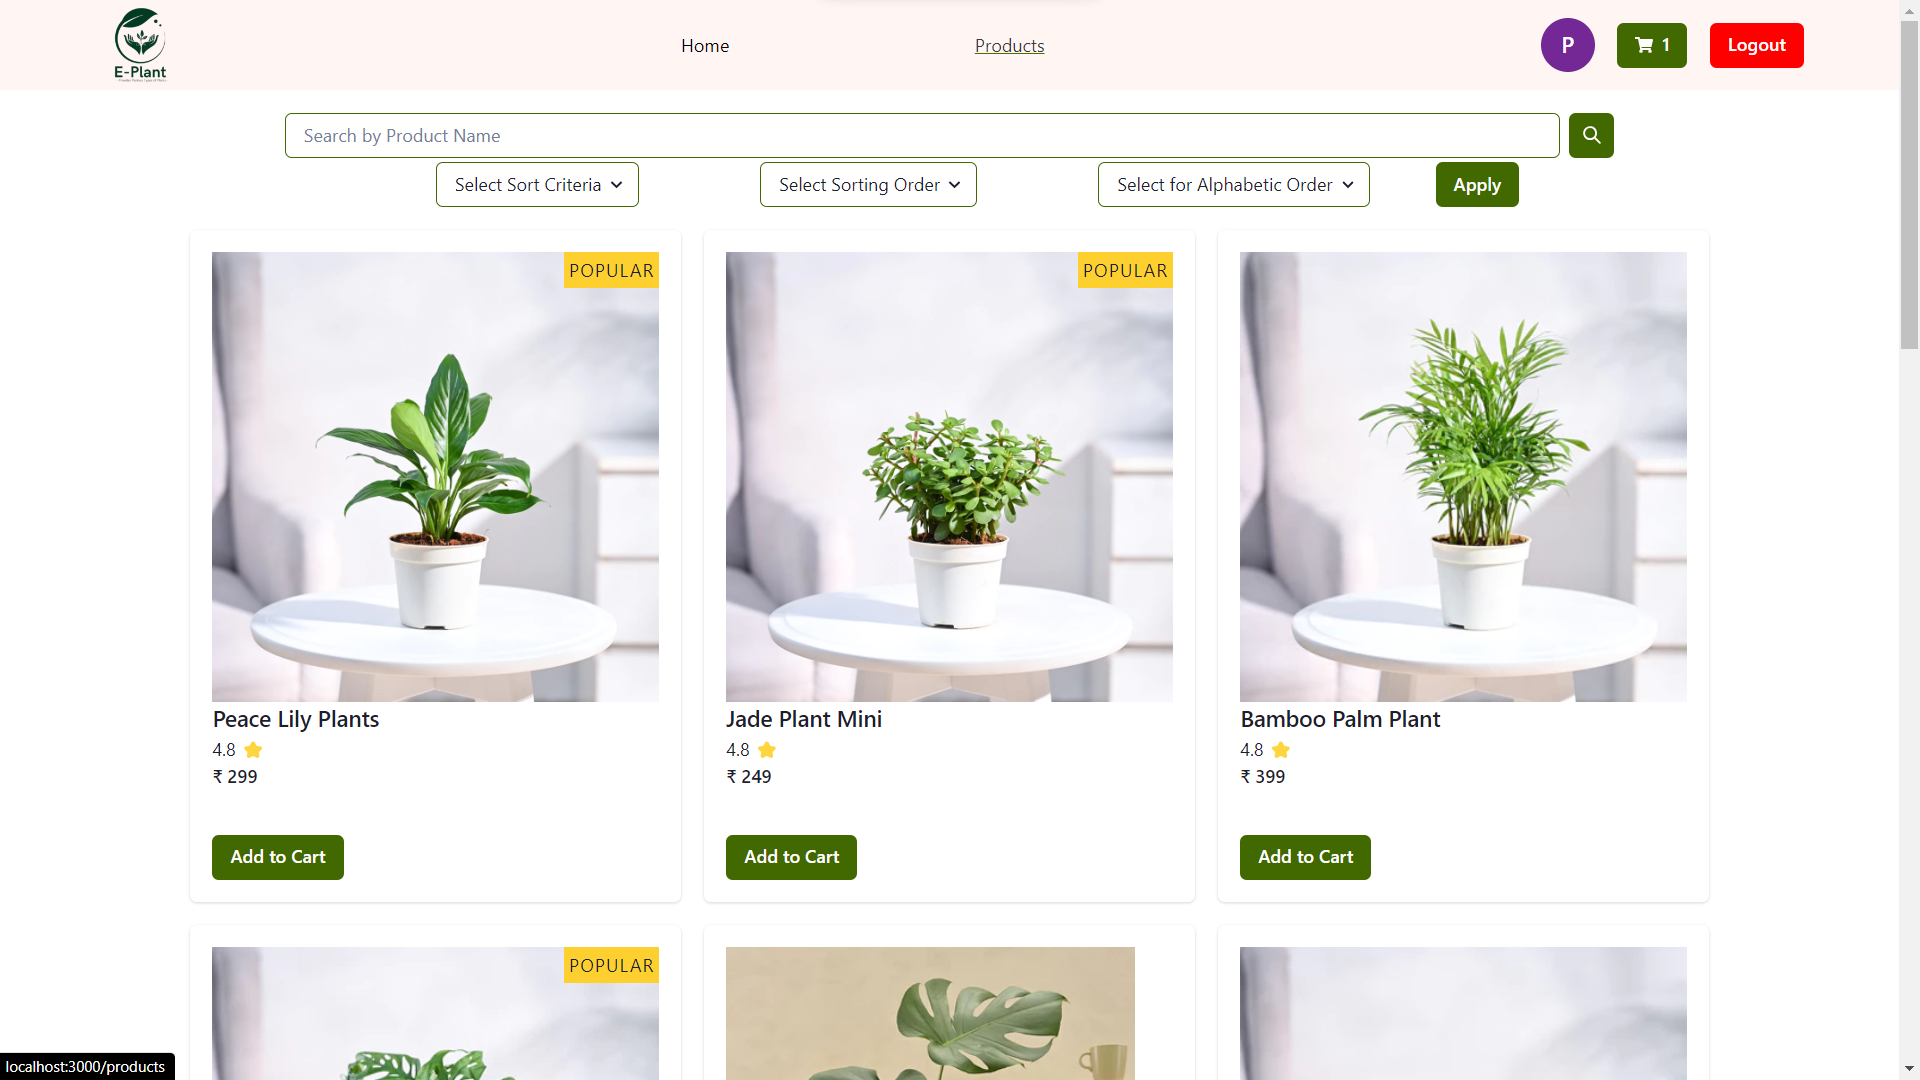 E-Plant
Home
Products
P
1
Logout
Search by Product Name
Select Sort Criteria
Select Sorting Order
Select for Alphabetic Order
Apply
POPULAR
POPULAR
Peace Lily Plants
4.8
₹ 299
Add to Cart
Jade Plant Mini
4.8
₹ 249
Add to Cart
Bamboo Palm Plant
4.8
₹ 399
Add to Cart
POPULAR
localhost:3000/products